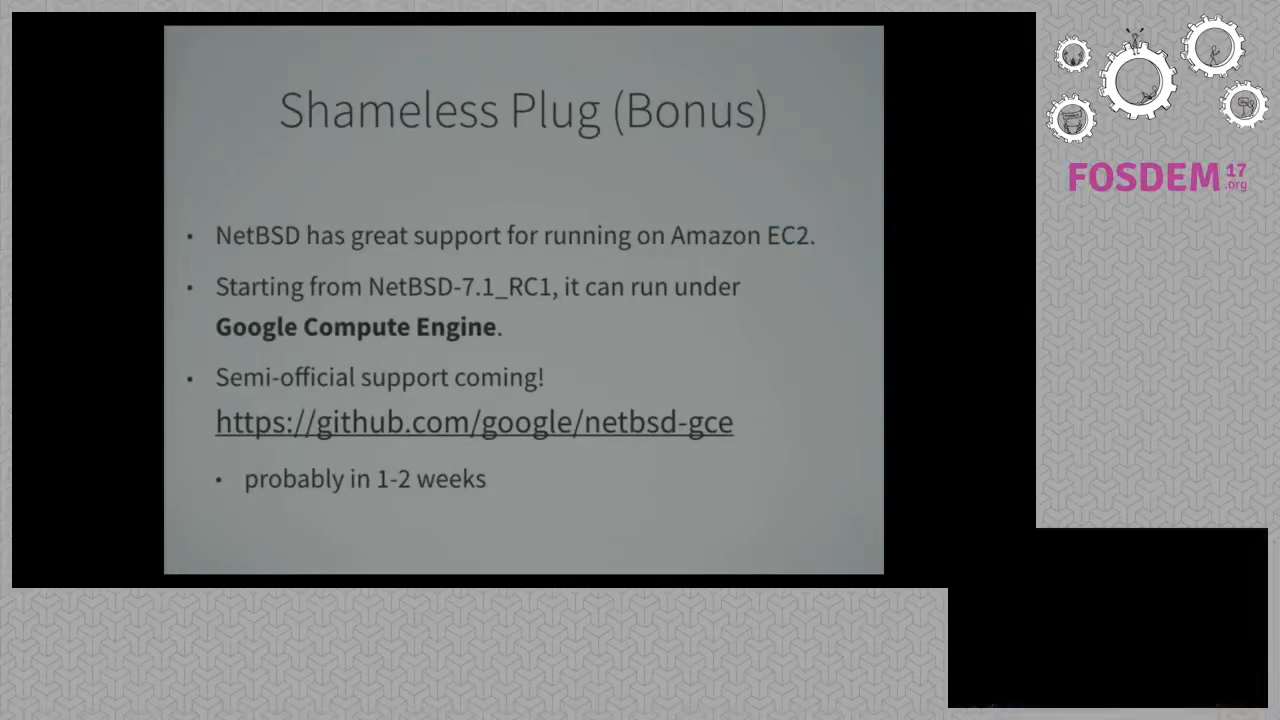 Shameless Plug (Bonus)
• NetBSD has great support for running on Amazon EC2.
• Starting from NetBSD-7.1_RC1, it can run under
Google Compute Engine.
• Semi-official support coming!
https://github.com/google/netbsd-gce
• probably in 1-2 weeks
FOSDEM 17
.org